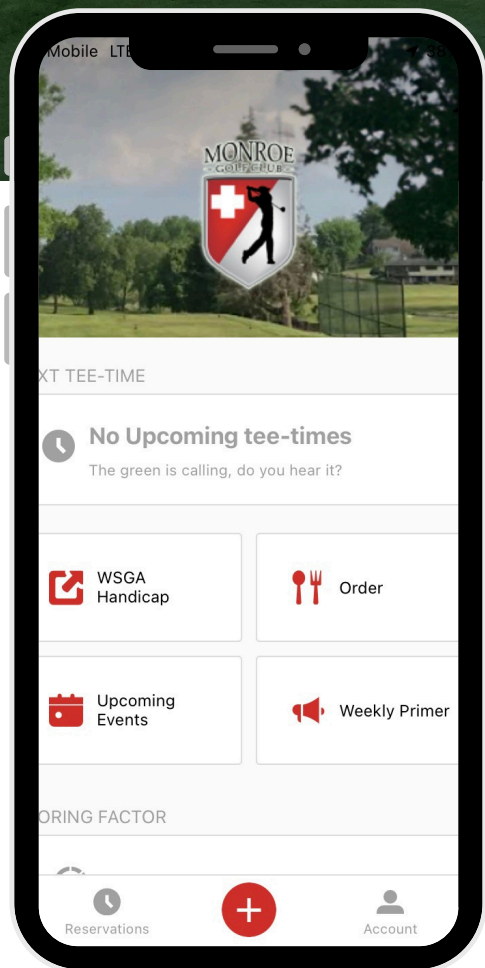 Mobile LTE
MONROE
GOLF CLUB
XT TEE-TIME
No Upcoming tee-times
The green is calling, do you hear it?
WSGA
Handicap
Order
Upcoming
Events
Weekly Primer
ORING FACTOR
Reservations
Account